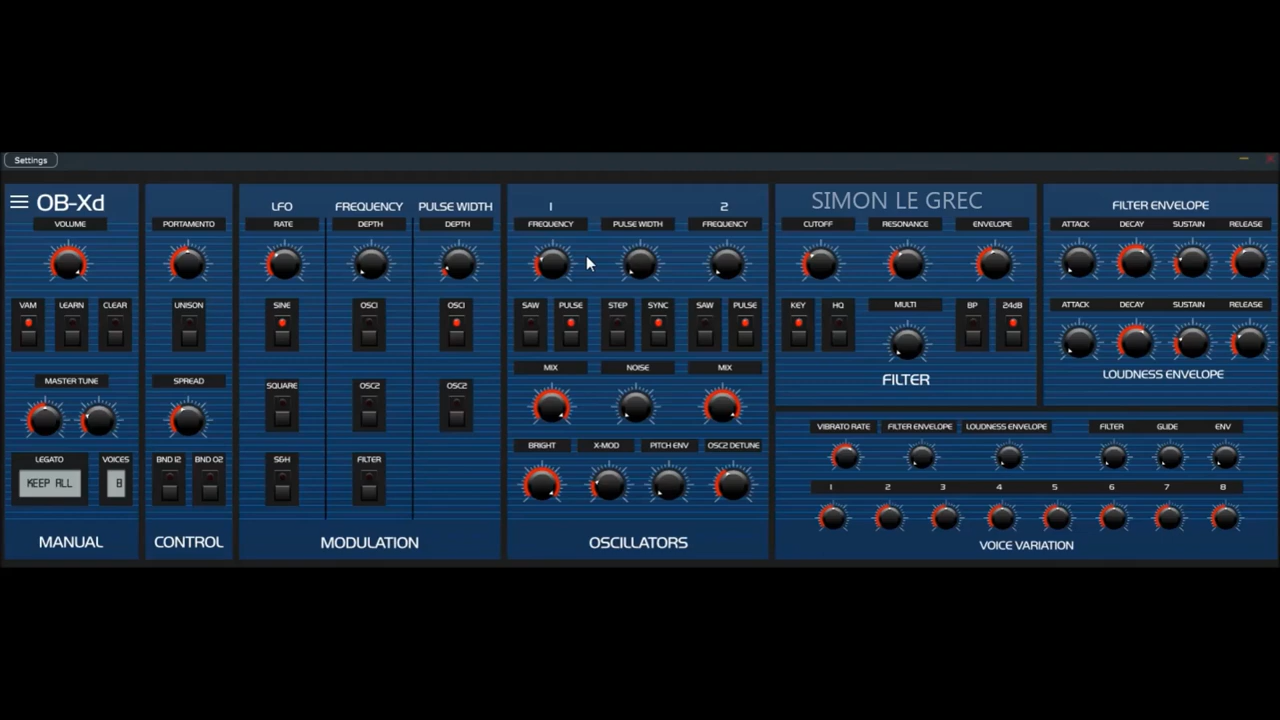 Settings
OB-Xd
VOLUME
VAM LEARN CLEAR
MASTER TUNE
LEGATO VOICES
KEEP ALL 8
MANUAL
PORTAMENTO
UNISON
SPREAD
BND 12 BND O2
CONTROL
LFO FREQUENCY PULSE WIDTH
RATE DEPTH DEPTH
SINE OSC1 OSC1
SQUARE OSC2 OSC2
S&H FILTER
MODULATION
1 2
FREQUENCY PULSE WIDTH FREQUENCY
SAW PULSE STEP SYNC SAW PULSE
MIX NOISE MIX
BRIGHT X-MOD PITCH ENV OSC2 DETUNE
OSCILLATORS
SIMON LE GREC
CUTOFF RESONANCE ENVELOPE
KEY HQ MULTI BP 24dB
FILTER
FILTER ENVELOPE
ATTACK DECAY SUSTAIN RELEASE
ATTACK DECAY SUSTAIN RELEASE
LOUDNESS ENVELOPE
VIBRATO RATE FILTER ENVELOPE LOUDNESS ENVELOPE FILTER GLIDE ENV
1 2 3 4 5 6 7 8
VOICE VARIATION